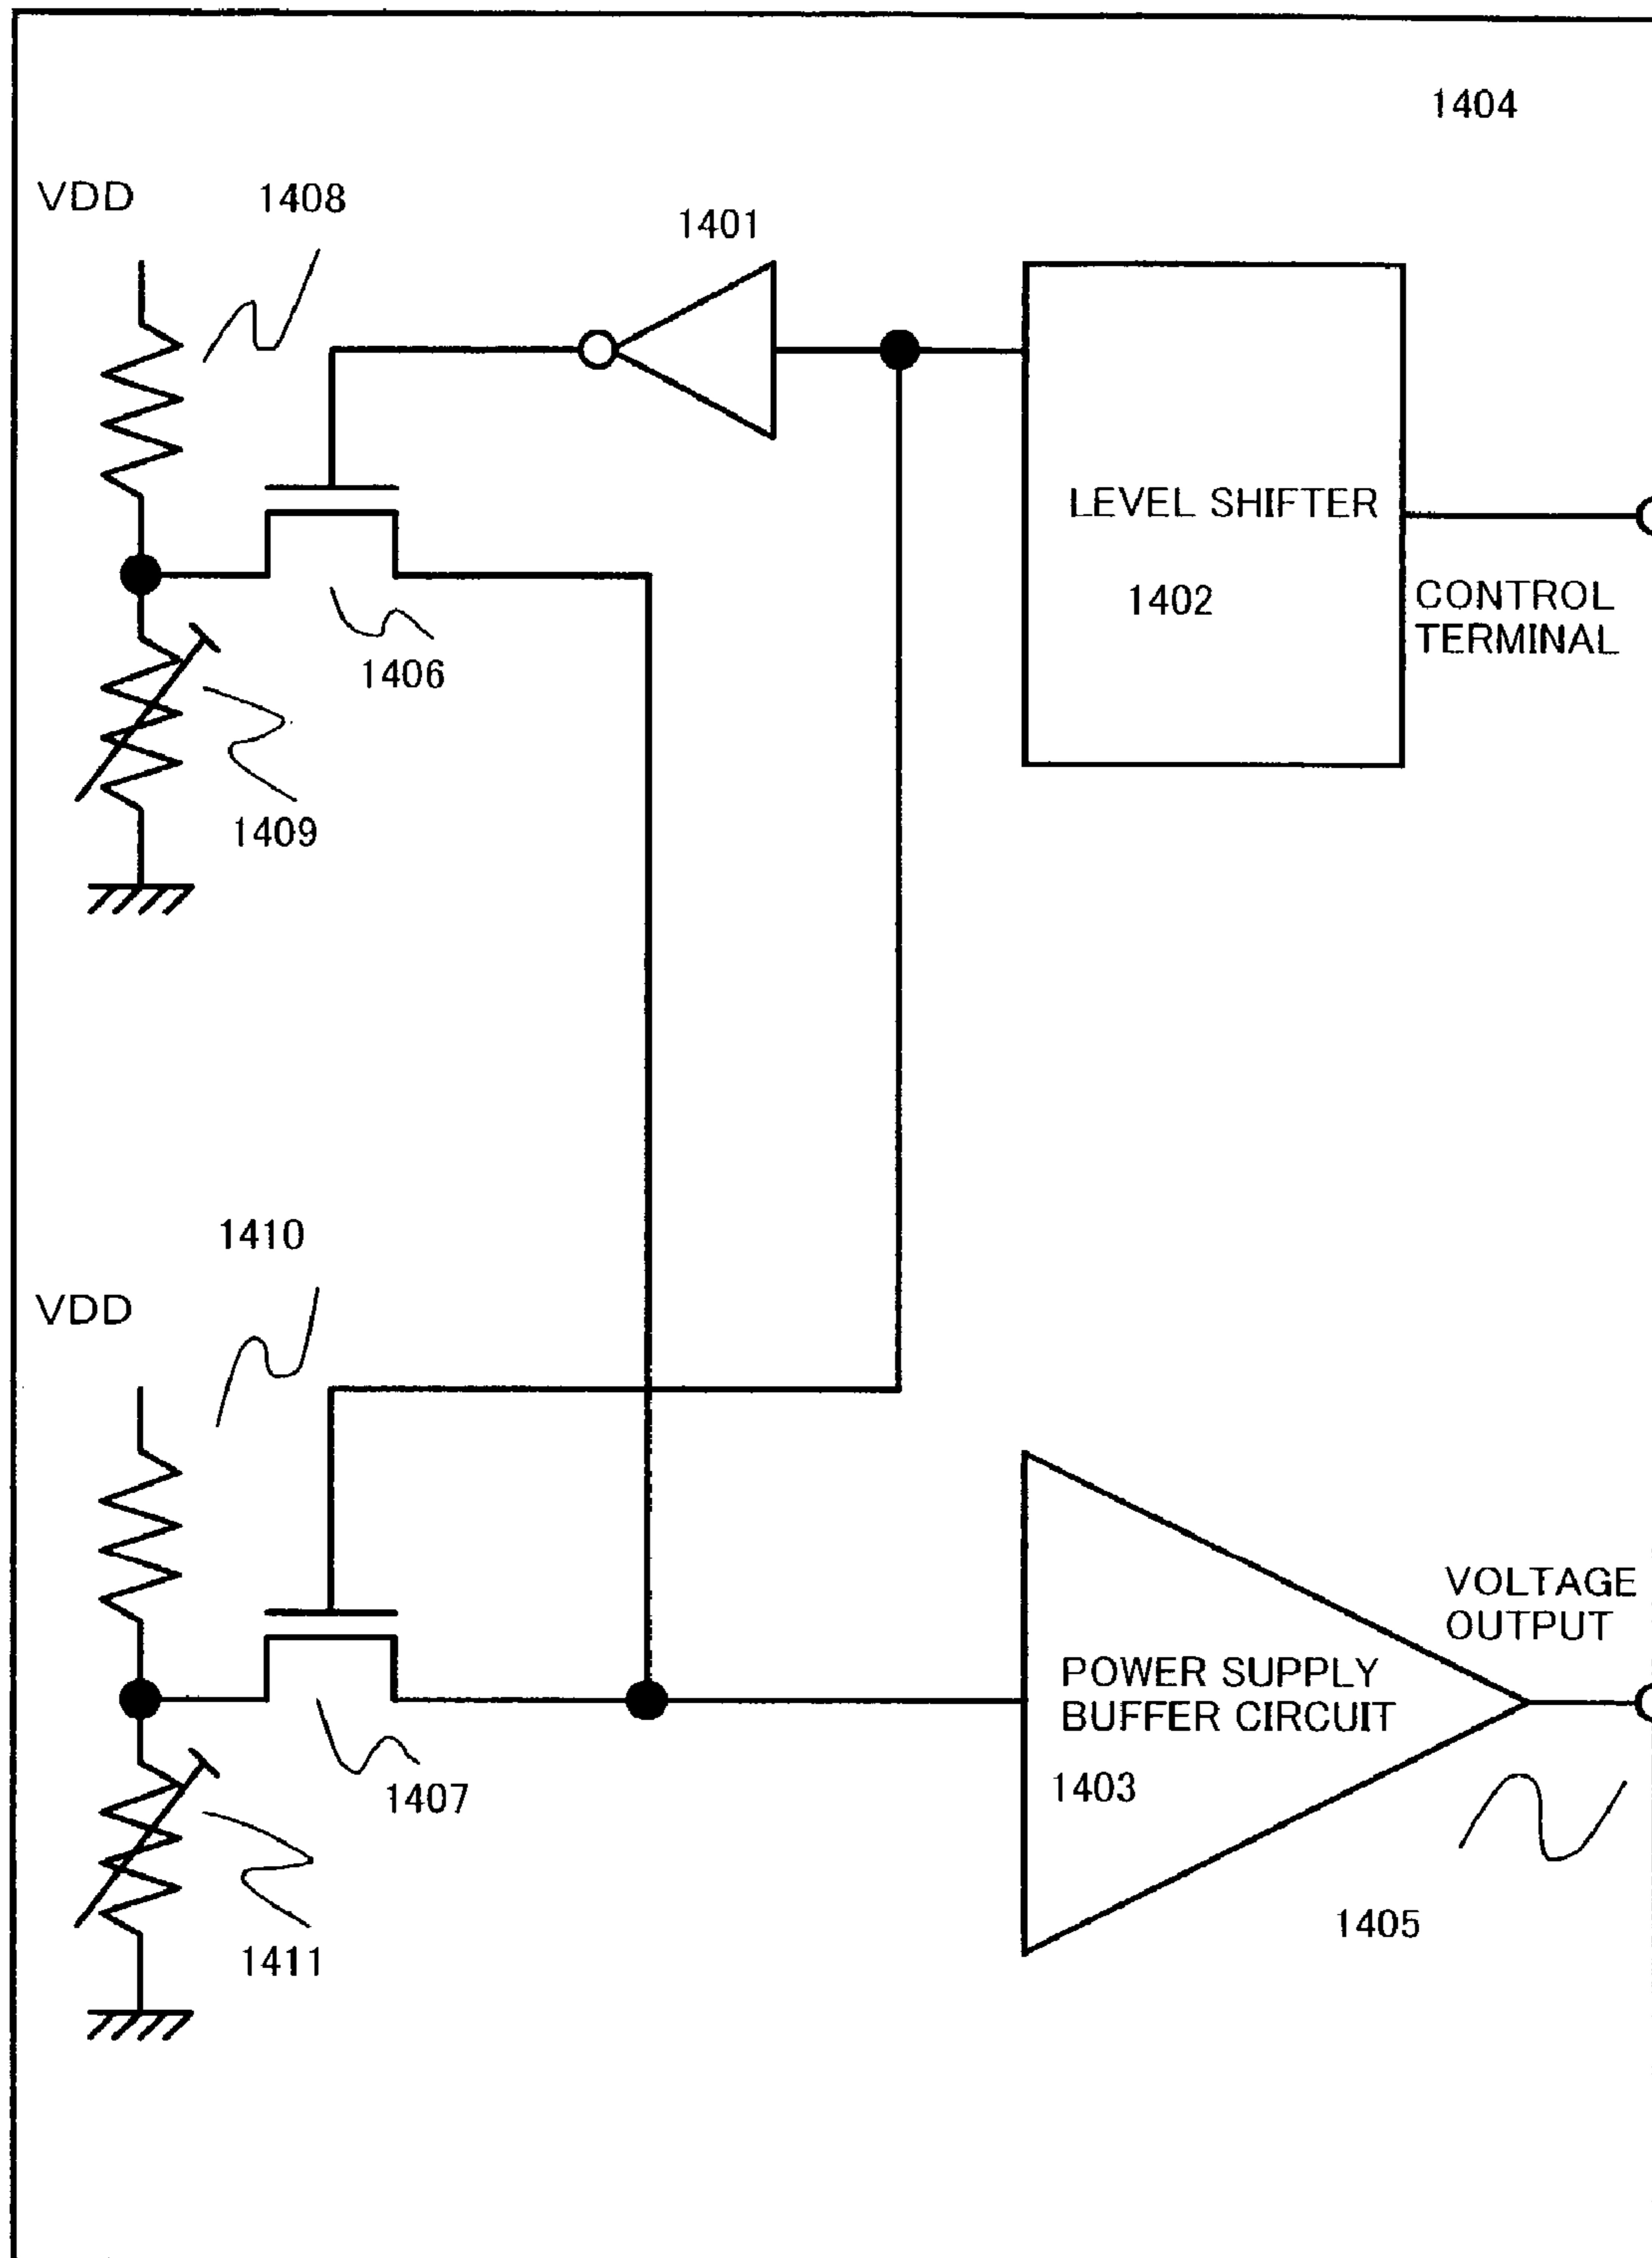 1404
VDD
1408
1401
LEVEL SHIFTER
1402
CONTROL
TERMINAL
1406
1409
1410
VDD
VOLTAGE
OUTPUT
POWER SUPPLY
BUFFER CIRCUIT
1403
1407
1405
1411